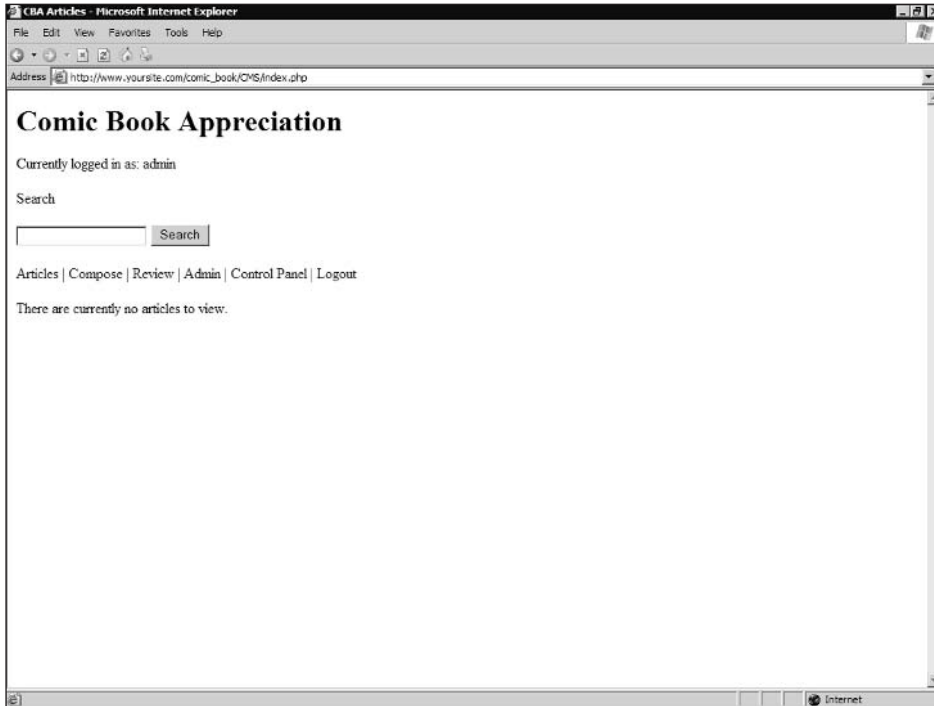 CBA Articles - Microsoft Internet Explorer
File Edit View Favorites Tools Help
Address http://www.yoursite.com/comic_book/CMS/index.php
Comic Book Appreciation
Currently logged in as: admin
Search
Search
Articles | Compose | Review | Admin | Control Panel | Logout
There are currently no articles to view.
Internet